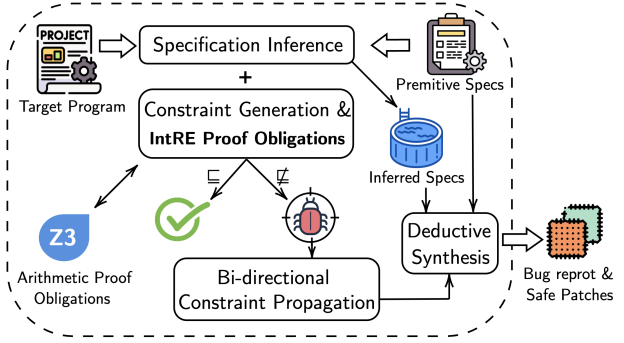 PROJECT
Target Program
Specification Inference
Premitive Specs
+
Constraint Generation &
IntRE Proof Obligations
⊑
⋢
Inferred Specs
Z3
Arithmetic Proof
Obligations
Bi-directional
Constraint Propagation
Deductive
Synthesis
Bug reprot &
Safe Patches